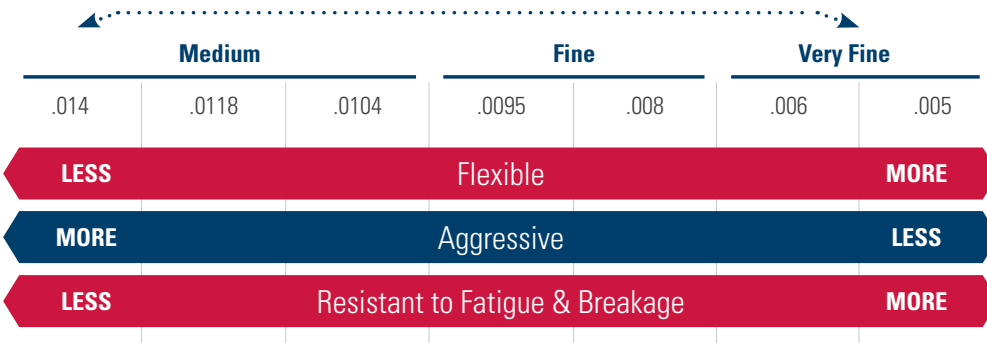 Medium Fine Very Fine
.014 .0118 .0104 .0095 .008 .006 .005
LESS Flexible MORE
MORE Aggressive LESS
LESS Resistant to Fatigue & Breakage MORE